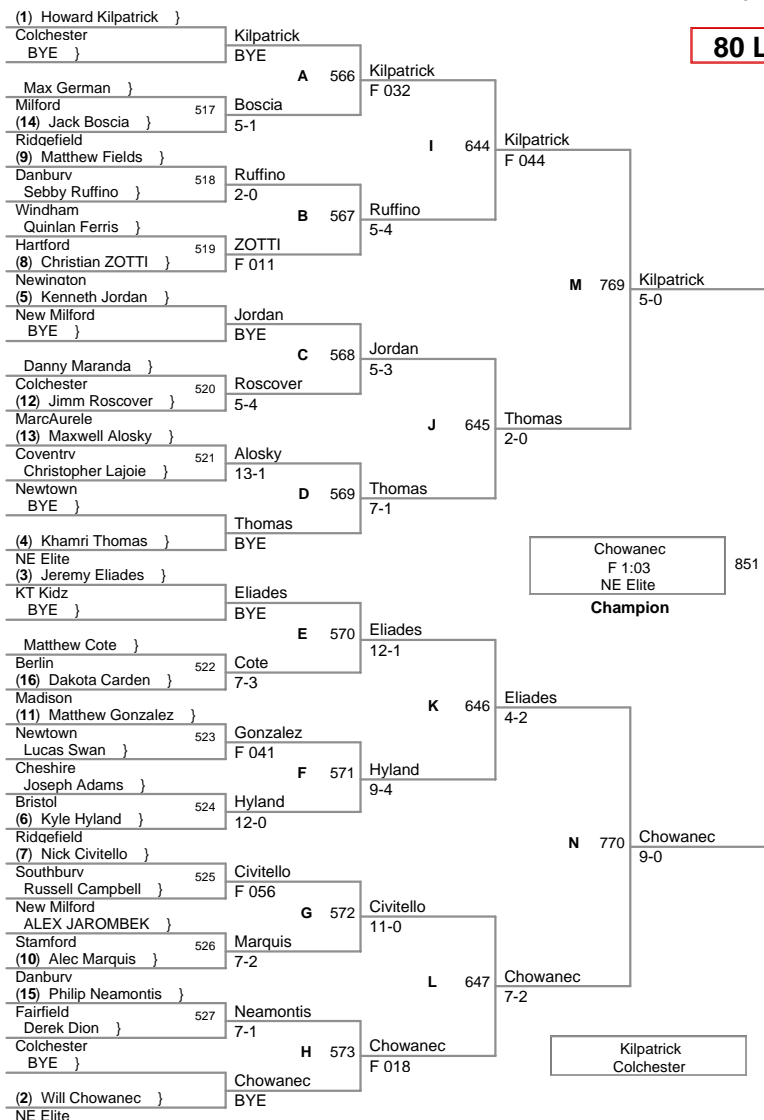 (1) Howard Kilpatrick }
Colchester
BYE }
Kilpatrick
BYE
80 L
A 566
Kilpatrick
F 032
Max German }
Milford
517
Boscia
5-1
(14) Jack Boscia }
Ridgefield
I 644
Kilpatrick
F 044
(9) Matthew Fields }
Danbury
518
Ruffino
2-0
Sebby Ruffino }
Windham
B 567
Ruffino
5-4
Quinlan Ferris }
Hartford
519
ZOTTI
F 011
(8) Christian ZOTTI }
Newington
M 769
Kilpatrick
5-0
(5) Kenneth Jordan }
New Milford
BYE }
Jordan
BYE
C 568
Jordan
5-3
Danny Maranda }
Colchester
520
Roscover
5-4
(12) Jimm Roscover }
MarcAurele
J 645
Thomas
2-0
(13) Maxwell Alosky }
Coventry
521
Alosky
13-1
Christopher Lajoie }
Newtown
D 569
Thomas
7-1
BYE }
Thomas
BYE
(4) Khamri Thomas }
NE Elite
Chowanec
F 1:03
NE Elite
851
Champion
(3) Jeremy Eliades }
KT Kidz
BYE }
Eliades
BYE
E 570
Eliades
12-1
Matthew Cote }
Berlin
522
Cote
7-3
(16) Dakota Carden }
Madison
K 646
Eliades
4-2
(11) Matthew Gonzalez }
Newtown
523
Gonzalez
F 041
Lucas Swan }
Cheshire
F 571
Hyland
9-4
Joseph Adams }
Bristol
524
Hyland
12-0
(6) Kyle Hyland }
Ridgefield
N 770
Chowanec
9-0
(7) Nick Civitello }
Southbury
525
Civitello
F 056
Russell Campbell }
New Milford
G 572
Civitello
11-0
ALEX JAROMBEK }
Stamford
526
Marquis
7-2
(10) Alec Marquis }
Danbury
L 647
Chowanec
7-2
(15) Philip Neamontis }
Fairfield
527
Neamontis
7-1
Derek Dion }
Colchester
H 573
Chowanec
F 018
BYE }
Chowanec
BYE
(2) Will Chowanec }
NE Elite
Kilpatrick
Colchester